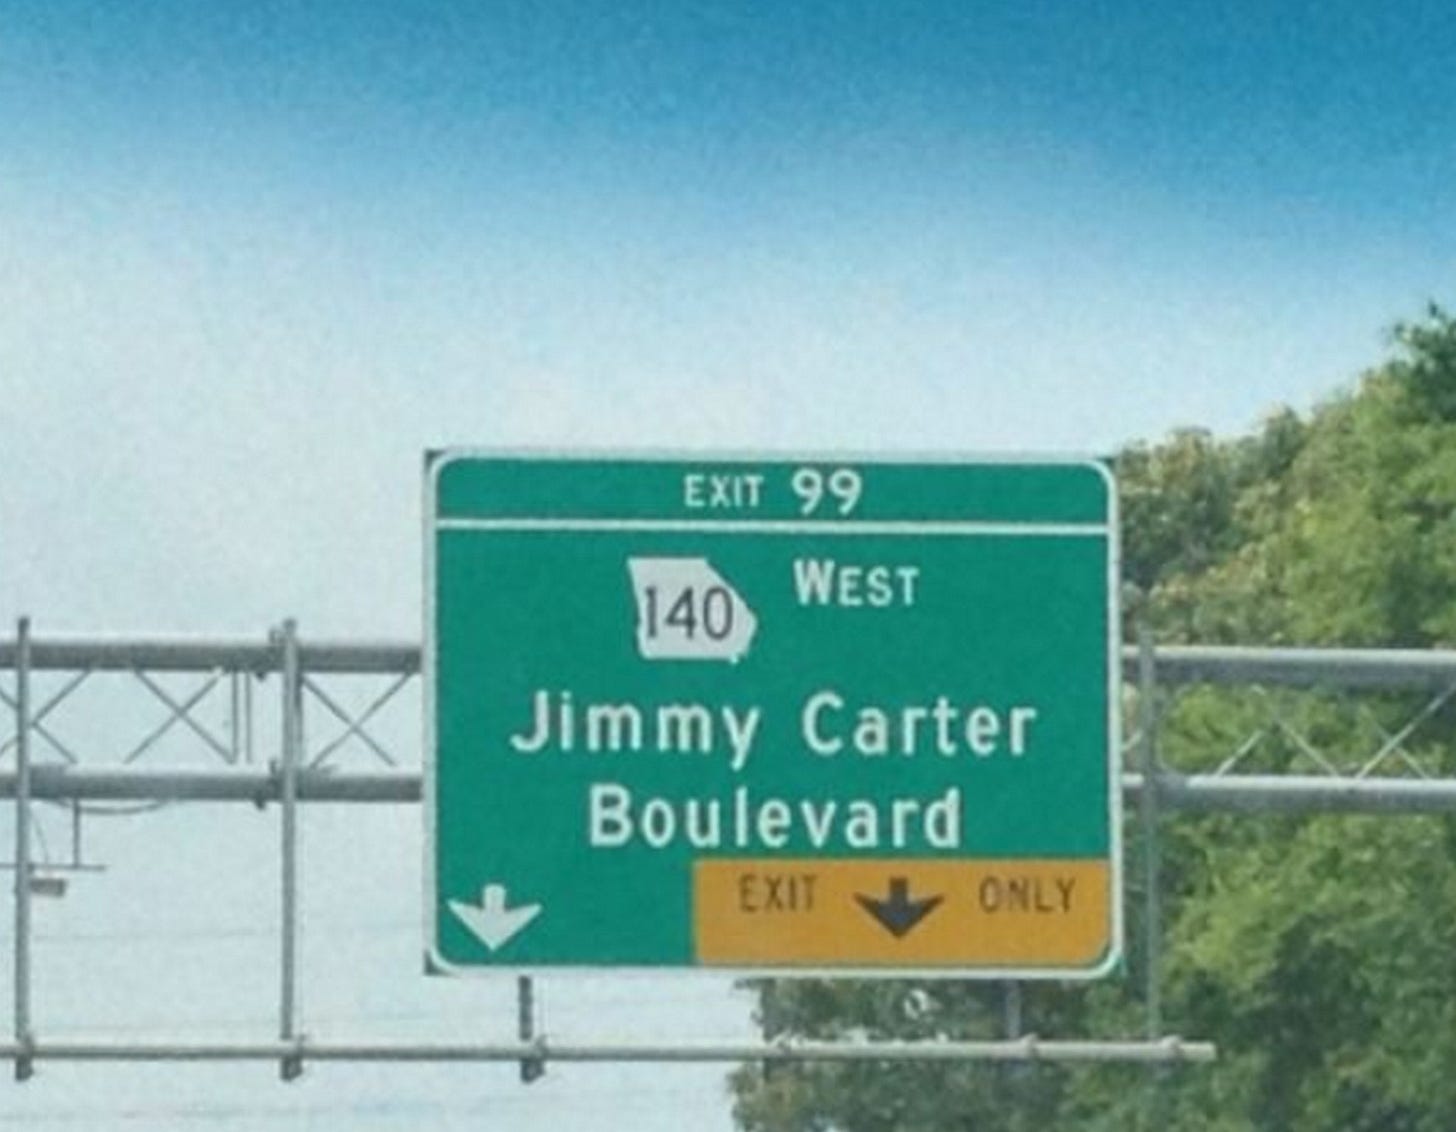 EXIT 99
140 WEST
Jimmy Carter
Boulevard
EXIT ONLY